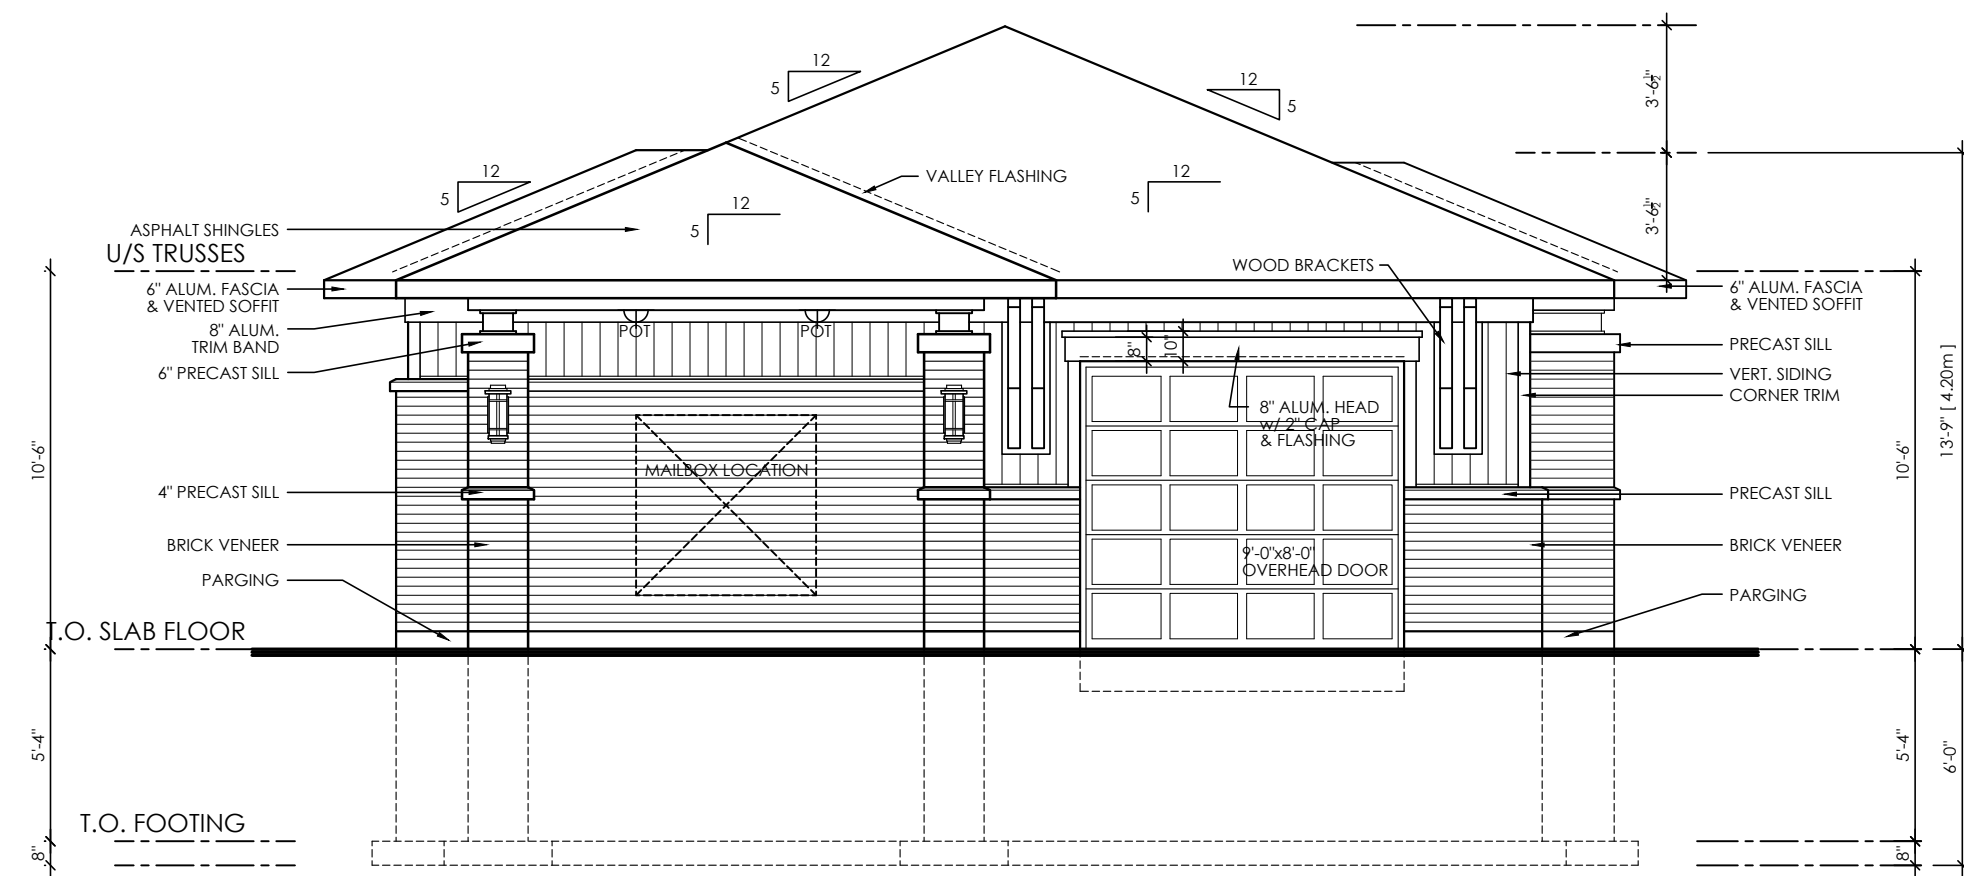 12
5
12
5
3'-6½"
12
5
VALLEY FLASHING
12
5
12
5
3'-6½"
ASPHALT SHINGLES
U/S TRUSSES
WOOD BRACKETS
6" ALUM. FASCIA
& VENTED SOFFIT
6" ALUM. FASCIA
& VENTED SOFFIT
8" ALUM.
TRIM BAND
POT
POT
8"
10"
PRECAST SILL
6" PRECAST SILL
VERT. SIDING
CORNER TRIM
8" ALUM. HEAD
w/ 2" CAP
& FLASHING
10'-6"
10'-6"
13'-9" [ 4.20m ]
MAILBOX LOCATION
4" PRECAST SILL
PRECAST SILL
BRICK VENEER
BRICK VENEER
9'-0"x8'-0"
OVERHEAD DOOR
PARGING
PARGING
T.O. SLAB FLOOR
5'-4"
5'-4"
6'-0"
T.O. FOOTING
8"
8"